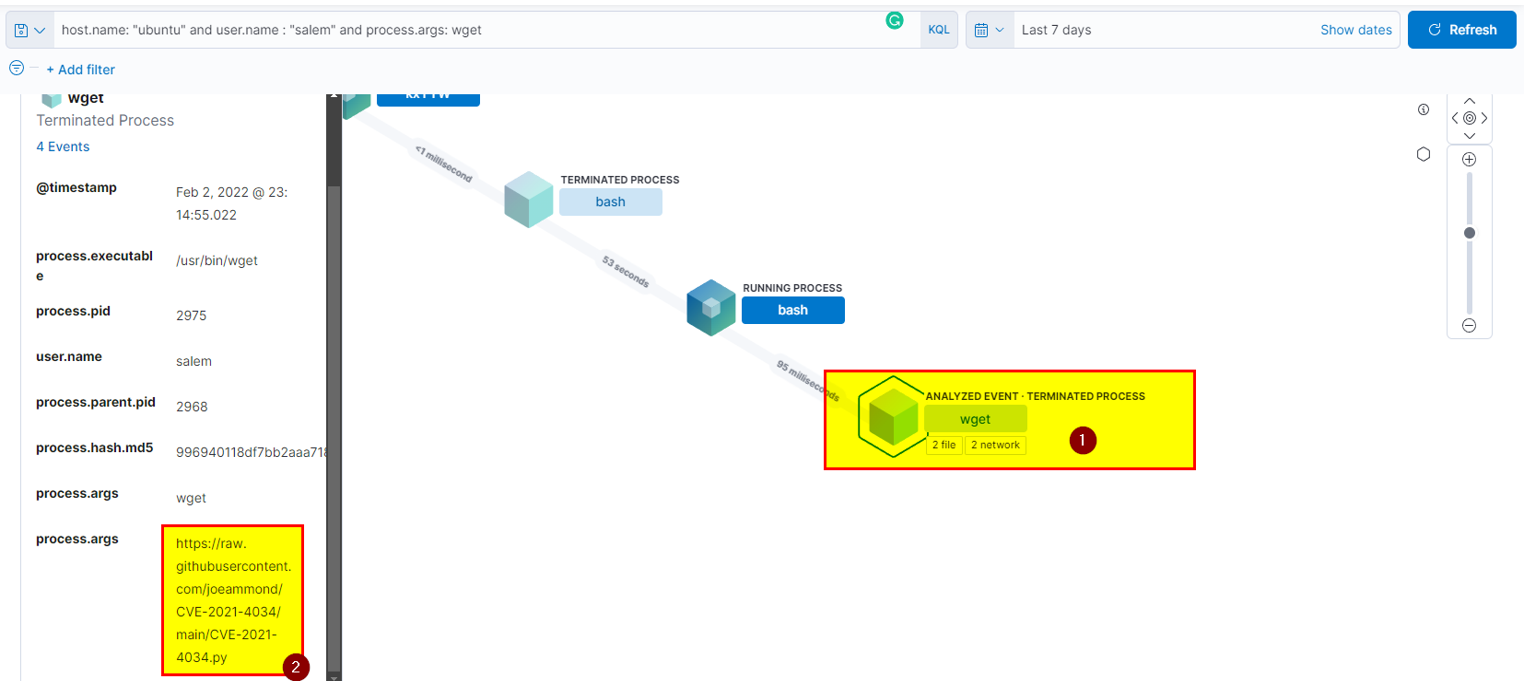 host.name: "ubuntu" and user.name : "salem" and process.args: wget
KQL
Last 7 days
Show dates
Refresh
+ Add filter
wget
Terminated Process
4 Events
@timestamp
Feb 2, 2022 @ 23:
14:55.022
process.executabl
e
/usr/bin/wget
process.pid
2975
user.name
salem
process.parent.pid
2968
process.hash.md5
996940118df7bb2aaa718
process.args
wget
process.args
https://raw.
githubusercontent.
com/joeammond/
CVE-2021-4034/
main/CVE-2021-
4034.py
2
<1 millisecond
TERMINATED PROCESS
bash
53 seconds
RUNNING PROCESS
bash
95 milliseconds
ANALYZED EVENT · TERMINATED PROCESS
wget
2 file
2 network
1